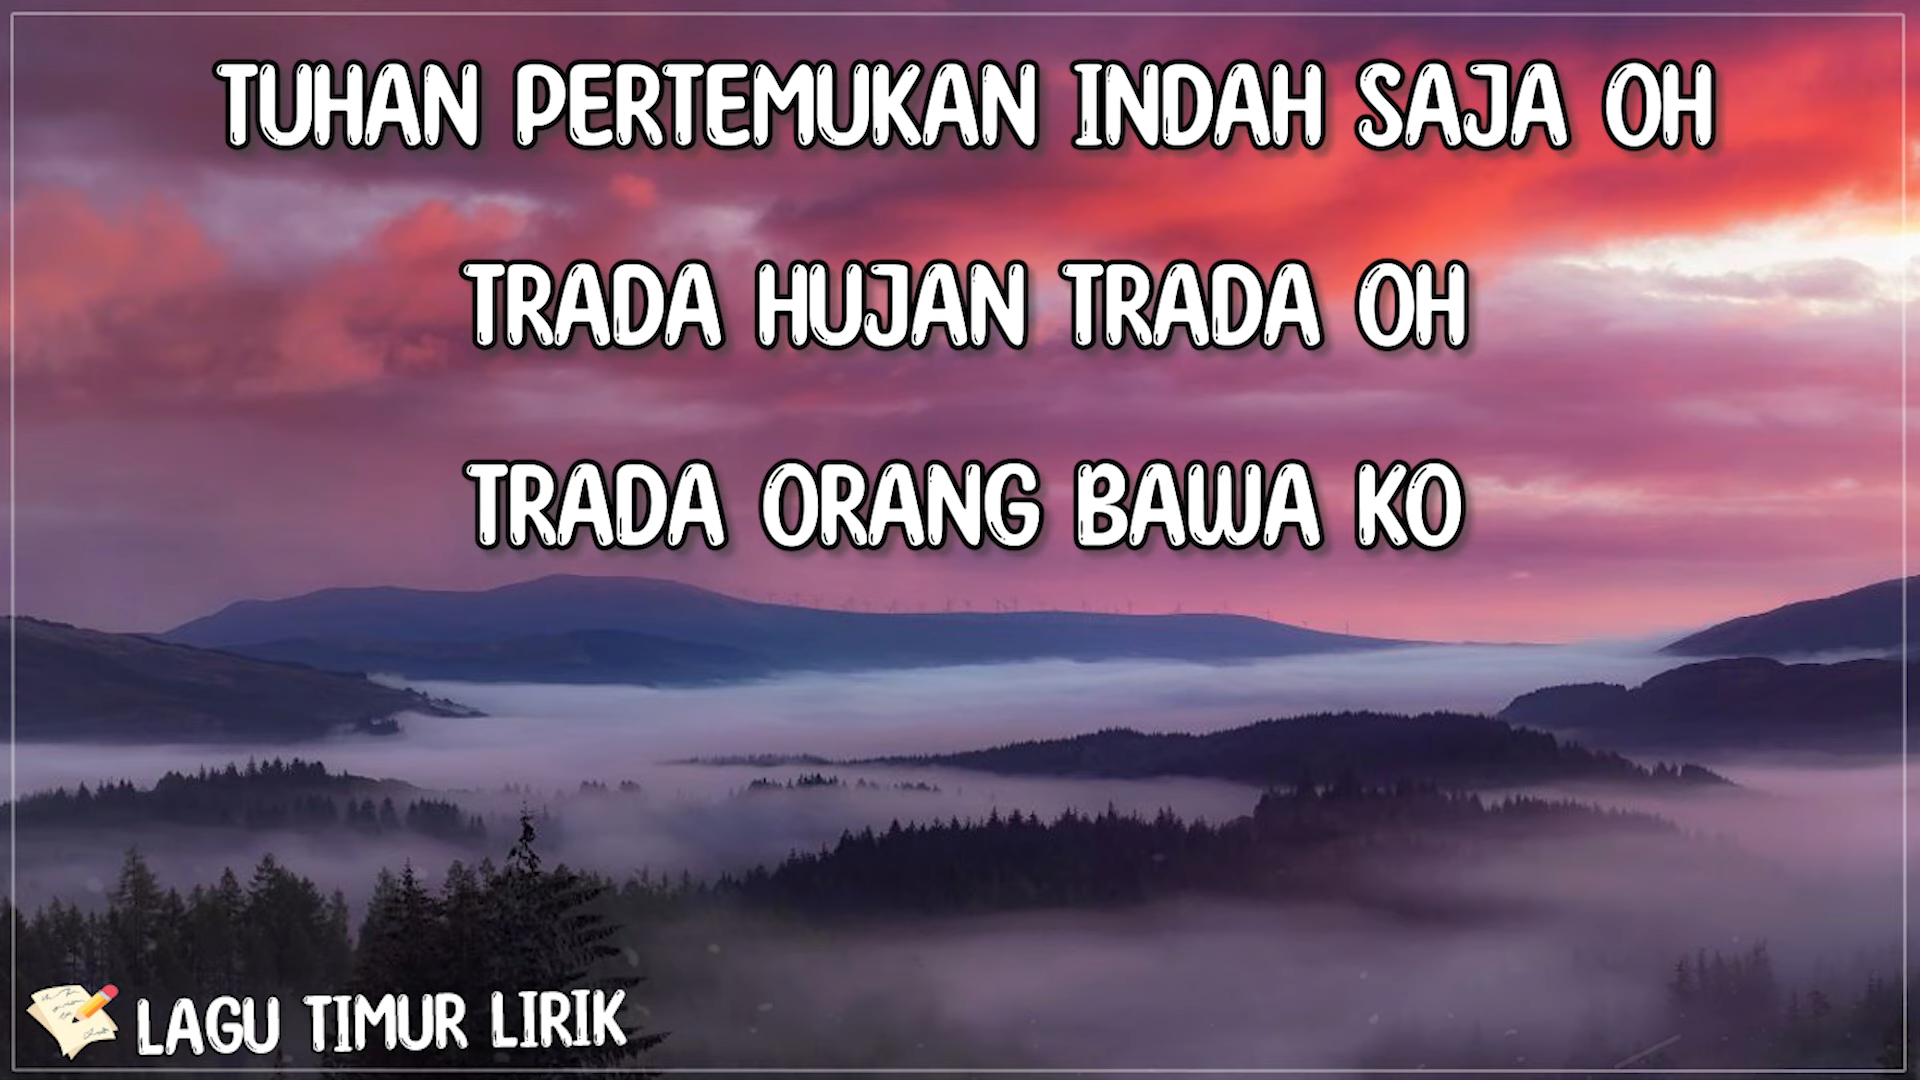 TUHAN PERTEMUKAN INDAH SAJA OH
TRADA HUJAN TRADA OH
TRADA ORANG BAWA KO
LAGU TIMUR LIRIK